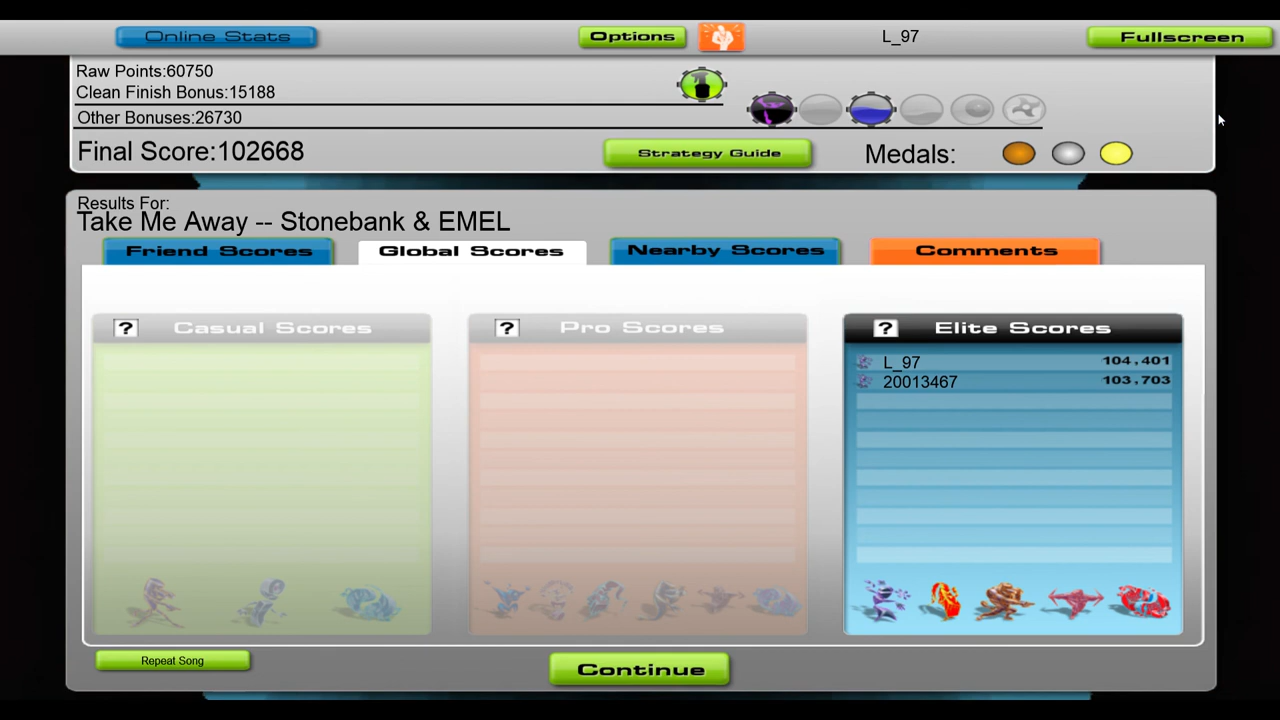 Online Stats
Options
L_97
Fullscreen
Raw Points:60750
Clean Finish Bonus:15188
Other Bonuses:26730
Final Score:102668
Strategy Guide
Medals:
Results For:
Take Me Away -- Stonebank & EMEL
Friend Scores
Global Scores
Nearby Scores
Comments
? Casual Scores
? Pro Scores
? Elite Scores
L_97 104,401
20013467 103,703
Repeat Song
Continue